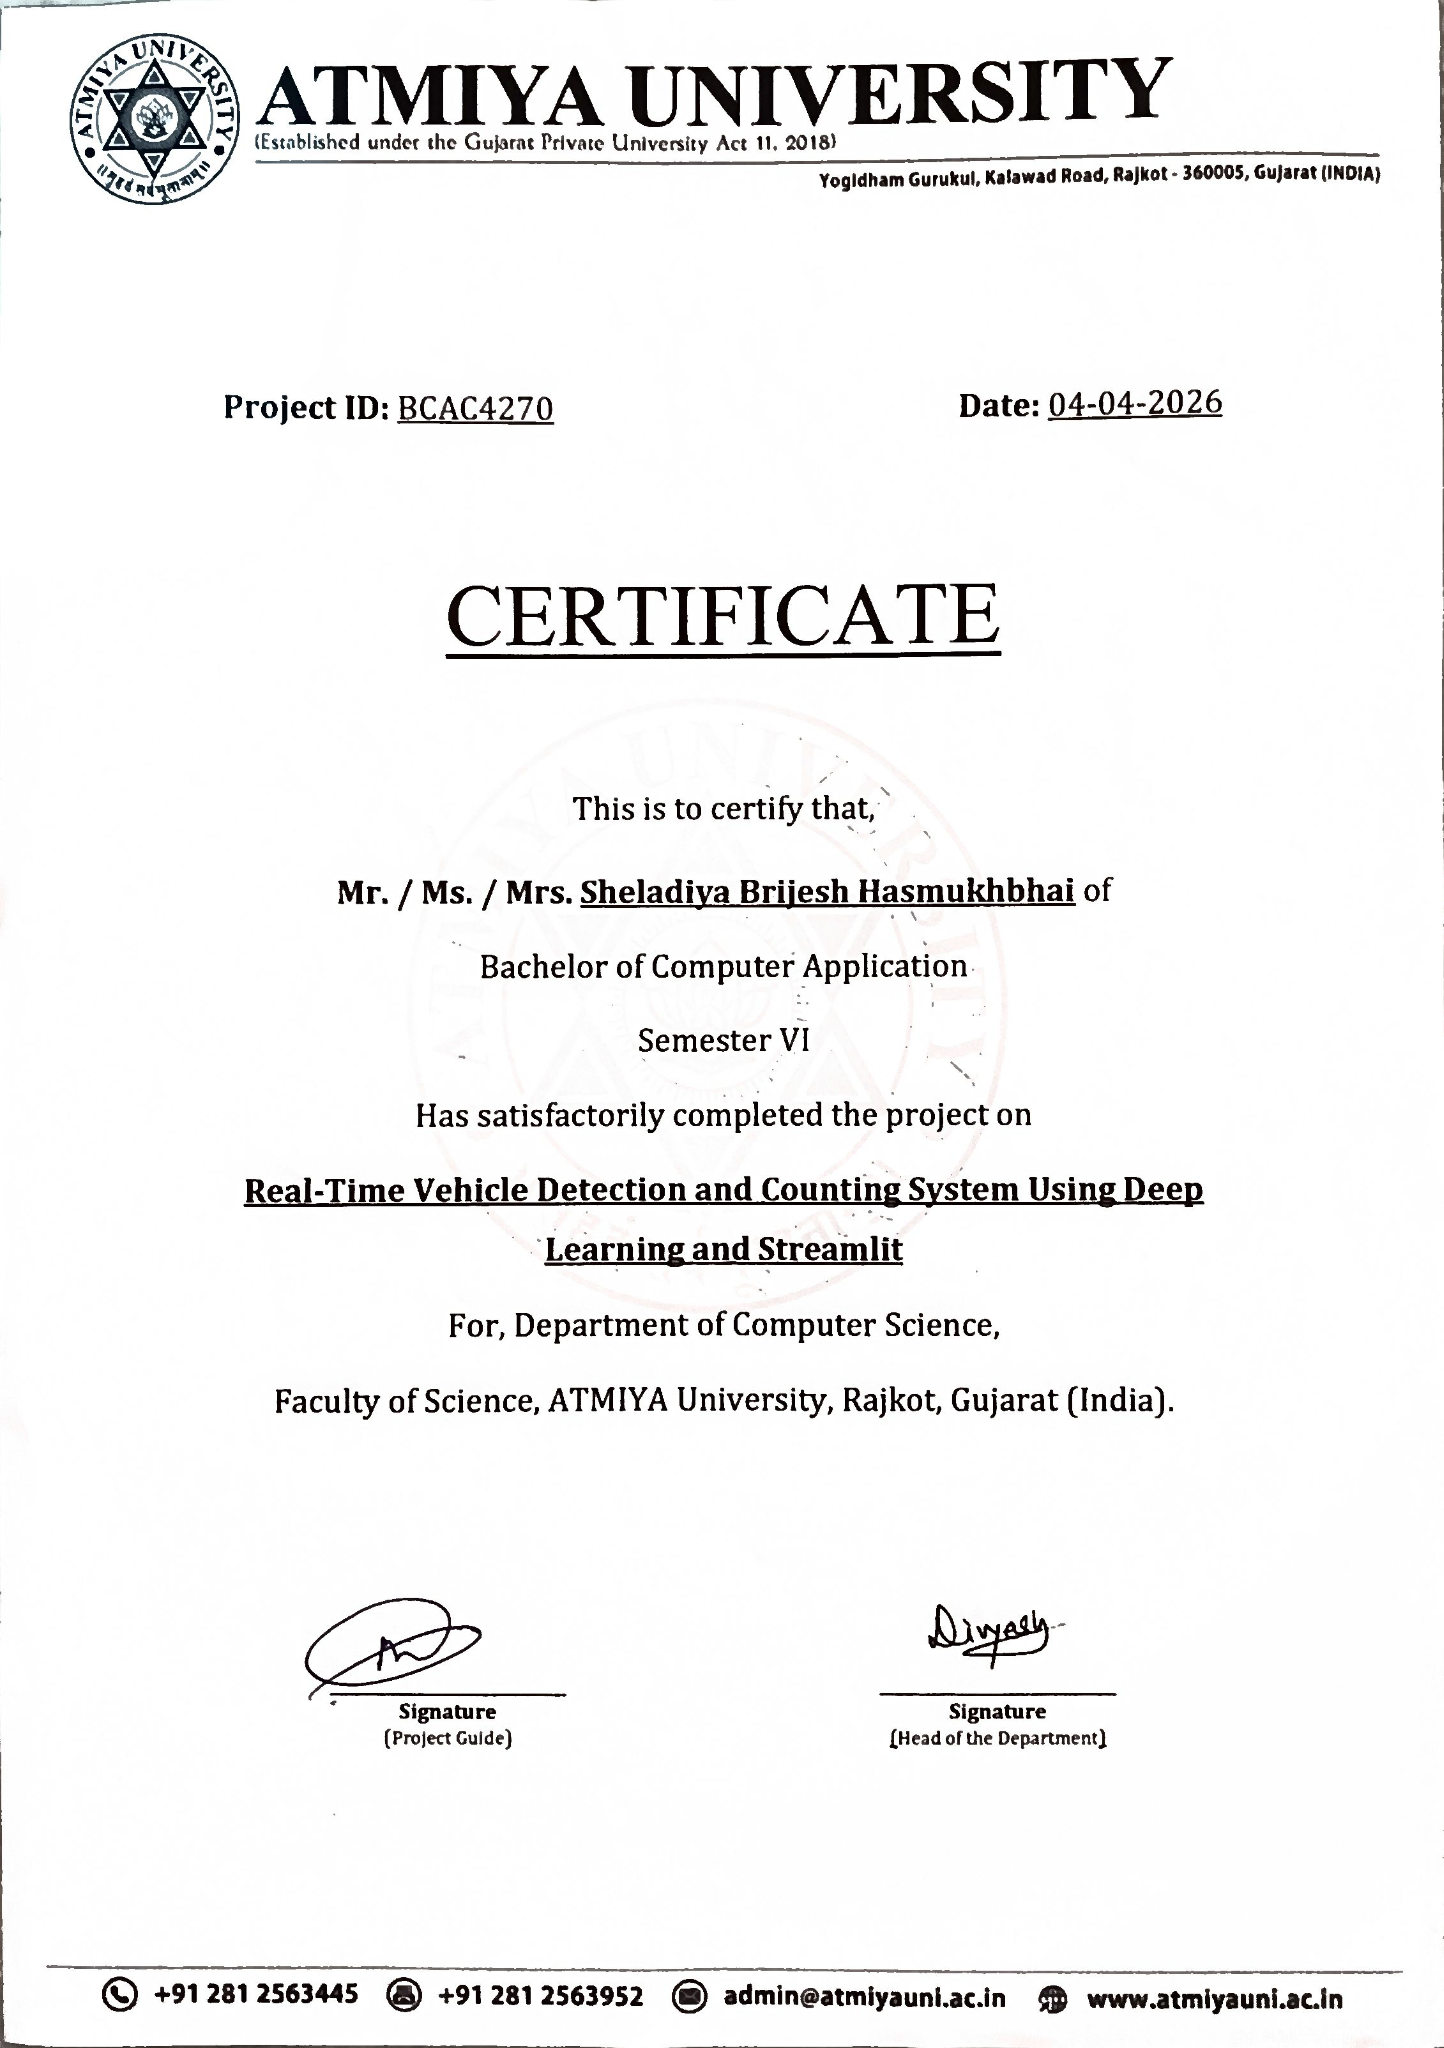 ATMIYA UNIVERSITY
ATMIYA UNIVERSITY
(Established under the Gujarat Private University Act 11, 2018)
Yogidham Gurukul, Kalawad Road, Rajkot - 360005, Gujarat (INDIA)
Project ID: BCAC4270
Date: 04-04-2026
CERTIFICATE
This is to certify that,
Mr. / Ms. / Mrs. Sheladiya Brijesh Hasmukhbhai of
Bachelor of Computer Application
Semester VI
Has satisfactorily completed the project on
Real-Time Vehicle Detection and Counting System Using Deep
Learning and Streamlit
For, Department of Computer Science,
Faculty of Science, ATMIYA University, Rajkot, Gujarat (India).
Signature
(Project Guide)
Signature
(Head of the Department)
+91 281 2563445
+91 281 2563952
admin@atmiyauni.ac.in
www.atmiyauni.ac.in